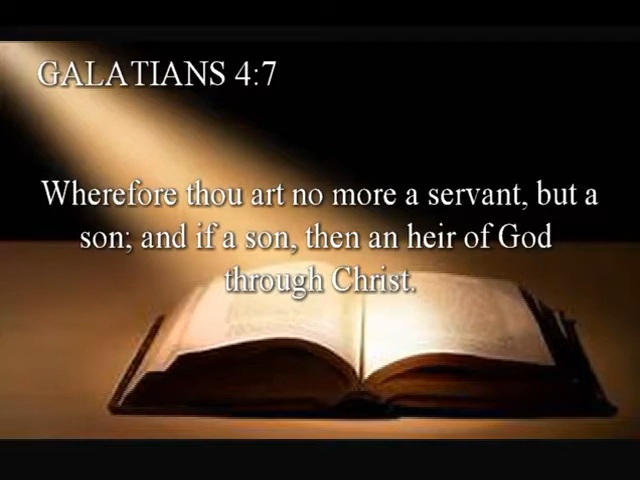 GALATIANS 4:7
Wherefore thou art no more a servant, but a
son; and if a son, then an heir of God
through Christ.